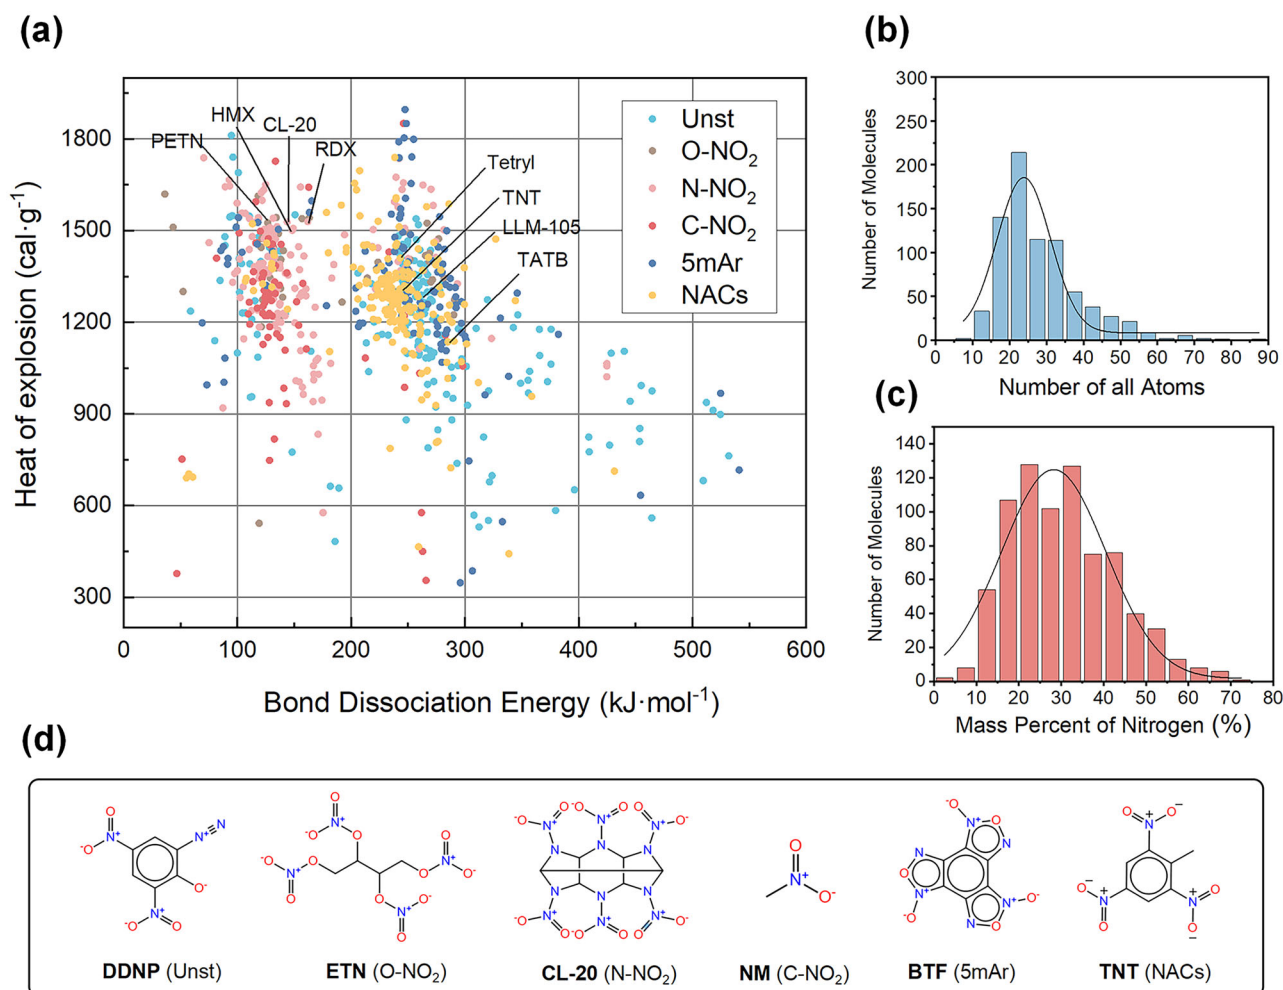 (a)
Heat of explosion (cal·g⁻¹)
1800
1500
1200
900
600
300
0 100 200 300 400 500 600
Bond Dissociation Energy (kJ·mol⁻¹)
HMX
CL-20
PETN
RDX
Tetryl
TNT
LLM-105
TATB
Unst
O-NO₂
N-NO₂
C-NO₂
5mAr
NACs
(b)
Number of Molecules
300
250
200
150
100
50
0
0 10 20 30 40 50 60 70 80 90
Number of all Atoms
(c)
Number of Molecules
140
120
100
80
60
40
20
0
0 10 20 30 40 50 60 70 80
Mass Percent of Nitrogen (%)
(d)
O
⁻O
N⁺
N⁺
N
O⁻
⁻O
N⁺
O
DDNP (Unst)
O
N⁺
⁻O
O
O
N⁺
⁻O
O
O
N⁺
O
O⁻
O
N⁺
O⁻
O
ETN (O-NO₂)
O
⁻O
N⁺
⁻O
N⁺
O
O
N⁺
O⁻
N
N
N
N
N
N
⁻O
N⁺
O
⁻O
N⁺
O
O
N⁺
O⁻
CL-20 (N-NO₂)
O
N⁺
O⁻
NM (C-NO₂)
⁻O
N⁺
O
N
N
O
N⁺
⁻O
N
O
N⁺
O⁻
BTF (5mAr)
O
O⁻
N⁺
O⁻
N⁺
O
N⁺
O
O⁻
TNT (NACs)